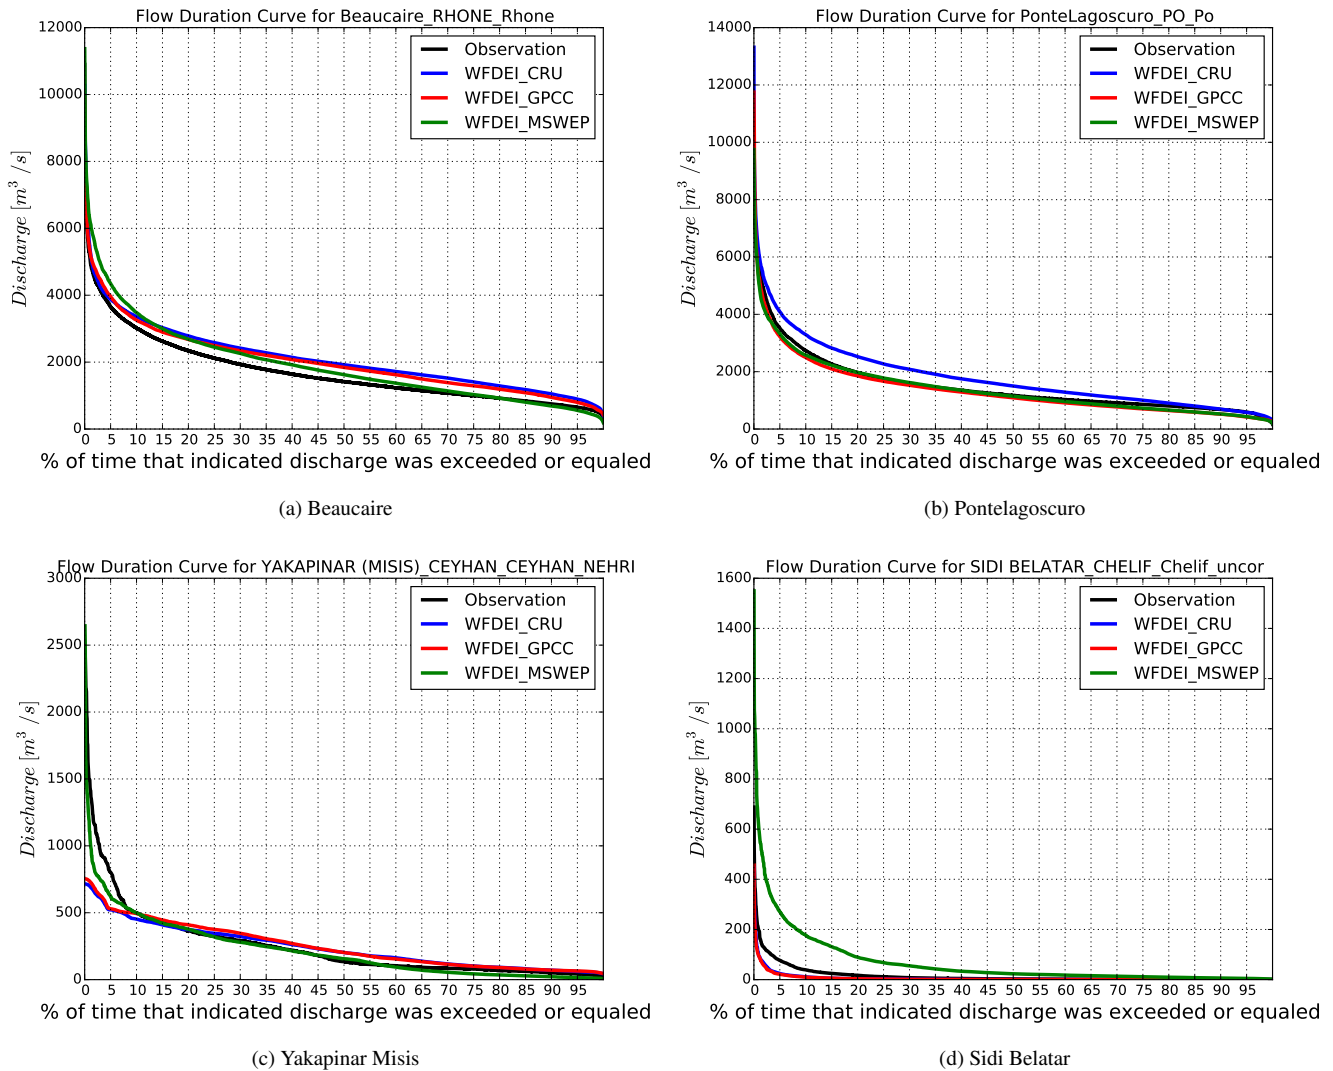 Flow Duration Curve for Beaucaire_RHONE_Rhone
12000
10000
8000
6000
4000
2000
0
Discharge [m³ /s]
Observation
WFDEI_CRU
WFDEI_GPCC
WFDEI_MSWEP
0 5 10 15 20 25 30 35 40 45 50 55 60 65 70 75 80 85 90 95
% of time that indicated discharge was exceeded or equaled
(a) Beaucaire
Flow Duration Curve for PonteLagoscuro_PO_Po
14000
12000
10000
8000
6000
4000
2000
0
Discharge [m³ /s]
Observation
WFDEI_CRU
WFDEI_GPCC
WFDEI_MSWEP
0 5 10 15 20 25 30 35 40 45 50 55 60 65 70 75 80 85 90 95
% of time that indicated discharge was exceeded or equaled
(b) Pontelagoscuro
Flow Duration Curve for YAKAPINAR (MISIS)_CEYHAN_CEYHAN_NEHRI
3000
2500
2000
1500
1000
500
0
Discharge [m³ /s]
Observation
WFDEI_CRU
WFDEI_GPCC
WFDEI_MSWEP
0 5 10 15 20 25 30 35 40 45 50 55 60 65 70 75 80 85 90 95
% of time that indicated discharge was exceeded or equaled
(c) Yakapinar Misis
Flow Duration Curve for SIDI BELATAR_CHELIF_Chelif_uncor
1600
1400
1200
1000
800
600
400
200
0
Discharge [m³ /s]
Observation
WFDEI_CRU
WFDEI_GPCC
WFDEI_MSWEP
0 5 10 15 20 25 30 35 40 45 50 55 60 65 70 75 80 85 90 95
% of time that indicated discharge was exceeded or equaled
(d) Sidi Belatar